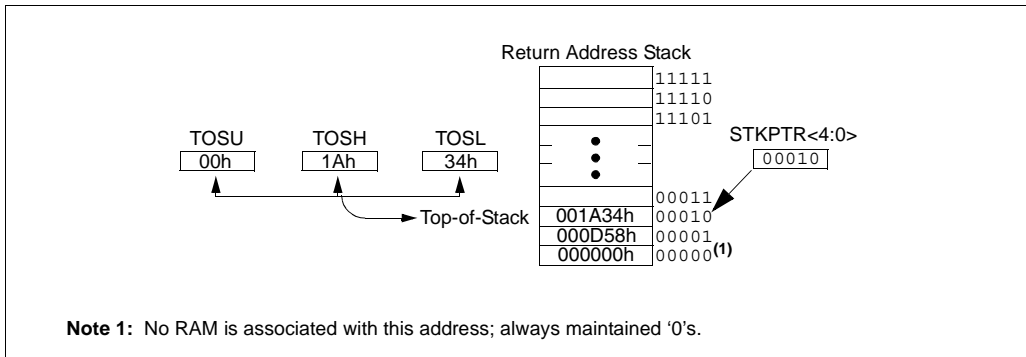 Return Address Stack
11111
11110
11101
TOSU TOSH TOSL STKPTR<4:0>
00h 1Ah 34h 00010
00011
Top-of-Stack 001A34h 00010
000D58h 00001
000000h 00000(1)
Note 1: No RAM is associated with this address; always maintained ‘0’s.